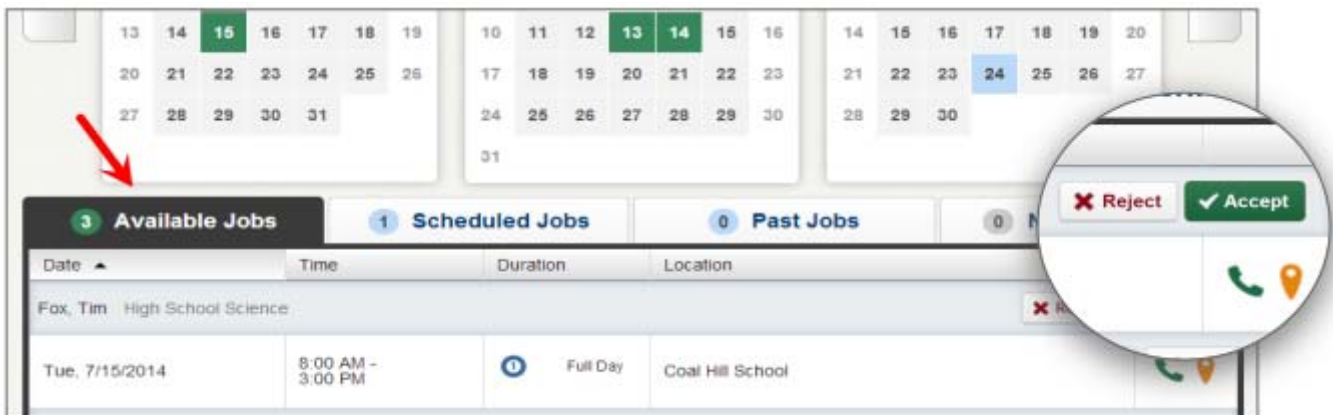 13 14 15 16 17 18 19 10 11 12 13 14 15 16 14 15 16 17 18 19 20
20 21 22 23 24 25 26 17 18 19 20 21 22 23 21 22 23 24 25 26 27
27 28 29 30 31 24 25 26 27 28 29 30 28 29 30
31
Reject Accept
3 Available Jobs 1 Scheduled Jobs 0 Past Jobs 0 N
Date Time Duration Location
Fox, Tim High School Science
Tue, 7/15/2014 8:00 AM - 3:00 PM 1 Full Day Coal Hill School